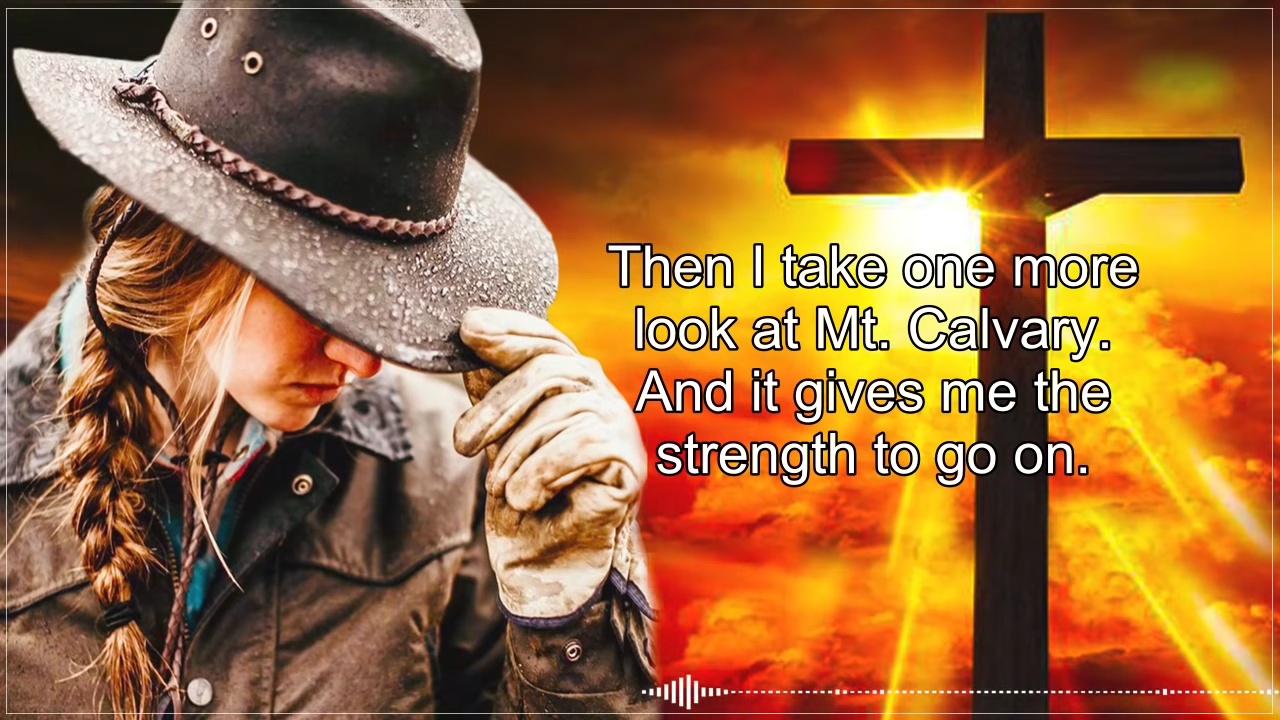 Then I take one more
look at Mt. Calvary.
And it gives me the
strength to go on.